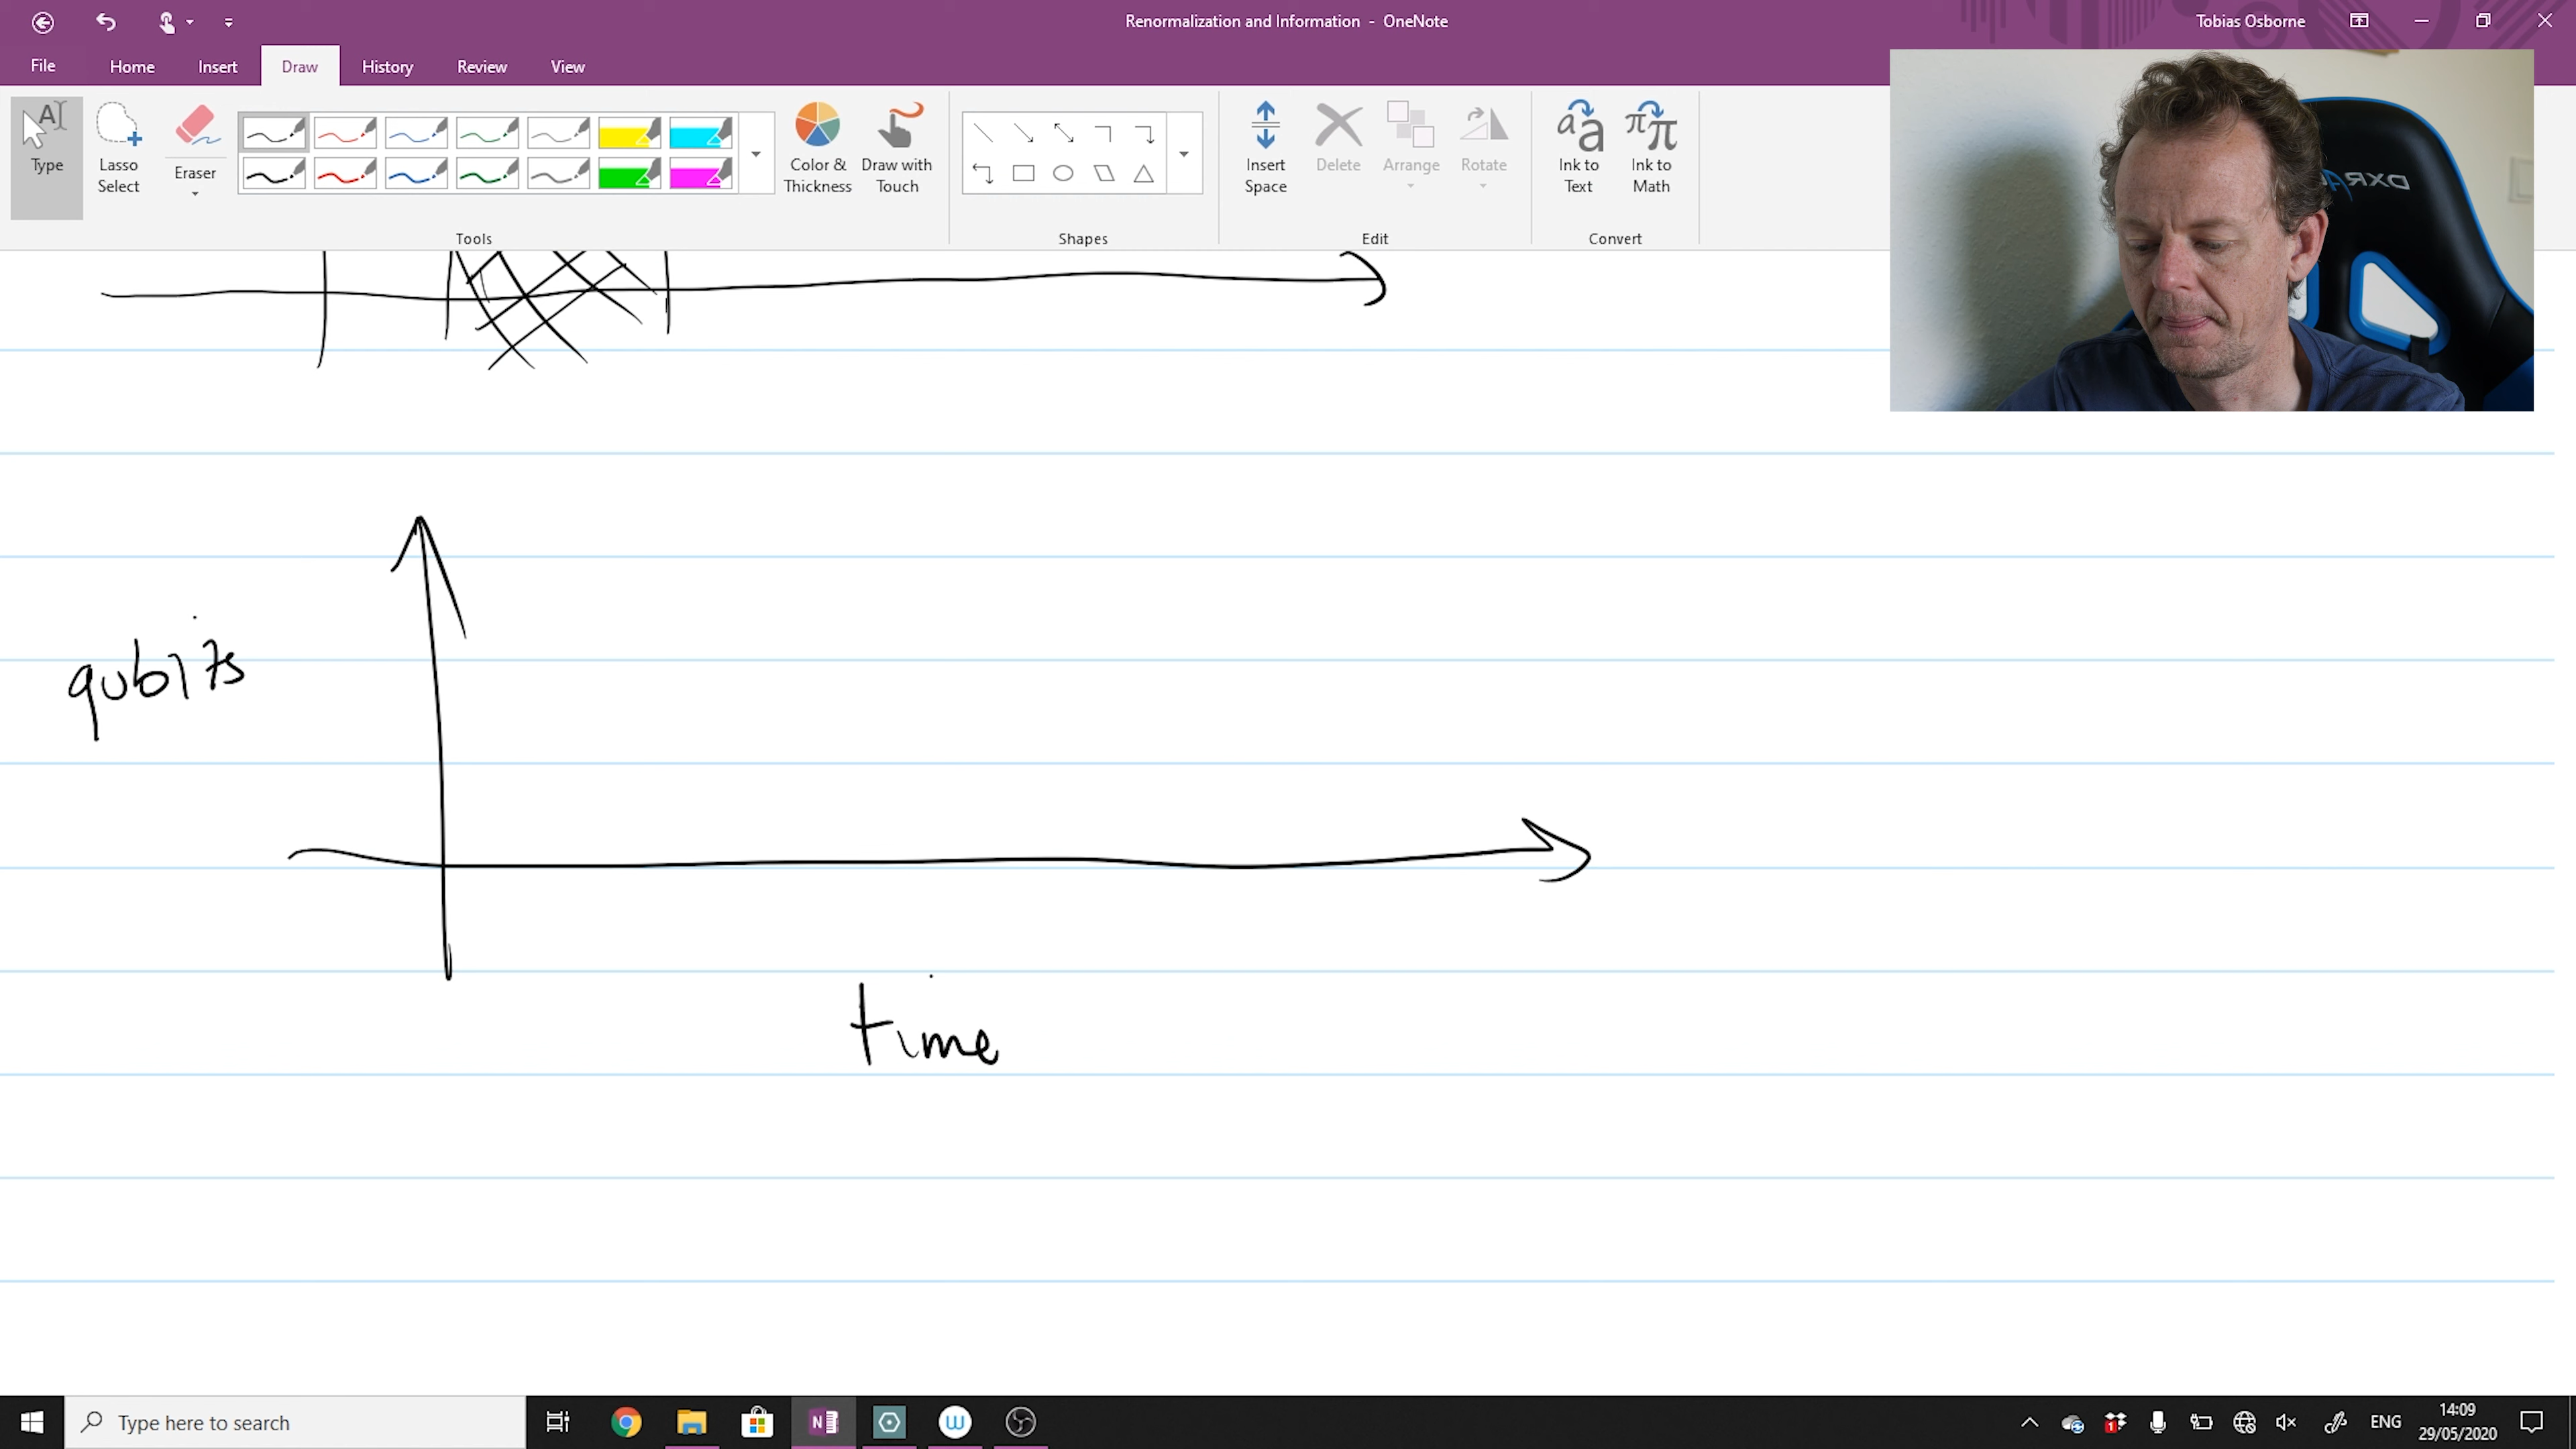 Renormalization and Information - OneNote
Tobias Osborne
File Home Insert Draw History Review View
Type
Lasso Select
Eraser
Color & Thickness
Draw with Touch
Insert Space
Delete
Arrange
Rotate
Ink to Text
Ink to Math
Tools Shapes Edit Convert
DXR
qubits
time
Type here to search
ENG
14:09
29/05/2020